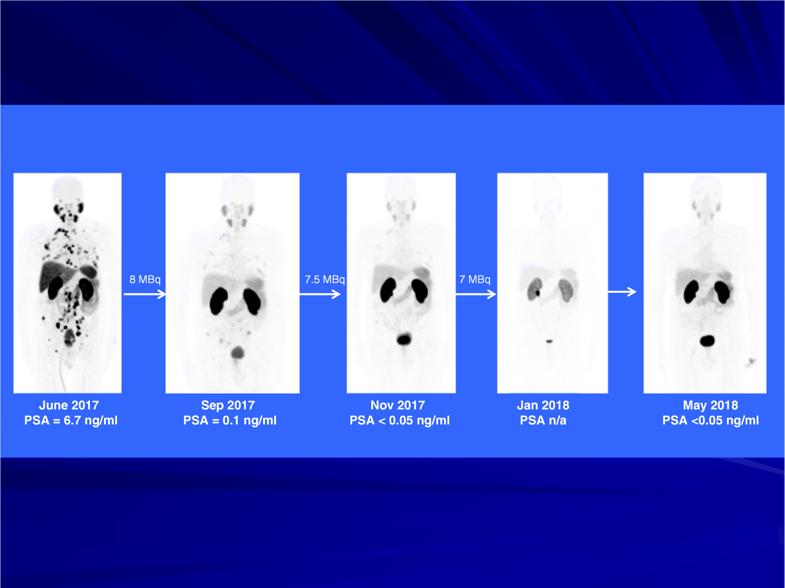 8 MBq
7.5 MBq
7 MBq
June 2017
PSA = 6.7 ng/ml
Sep 2017
PSA = 0.1 ng/ml
Nov 2017
PSA < 0.05 ng/ml
Jan 2018
PSA n/a
May 2018
PSA <0.05 ng/ml